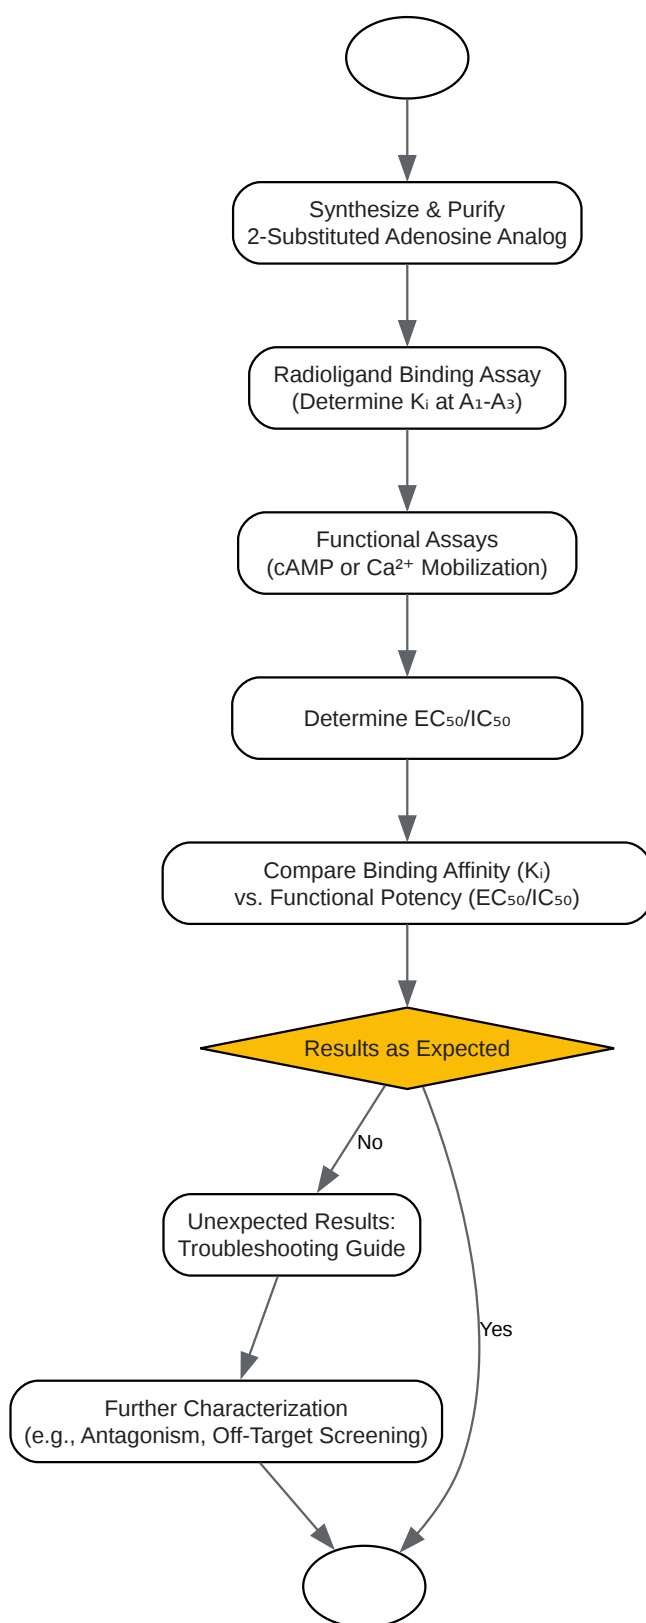 Synthesize & Purify
2-Substituted Adenosine Analog
Radioligand Binding Assay
(Determine Kᵢ at A₁-A₃)
Functional Assays
(cAMP or Ca²⁺ Mobilization)
Determine EC₅₀/IC₅₀
Compare Binding Affinity (Kᵢ)
vs. Functional Potency (EC₅₀/IC₅₀)
Results as Expected
No
Unexpected Results:
Troubleshooting Guide
Yes
Further Characterization
(e.g., Antagonism, Off-Target Screening)